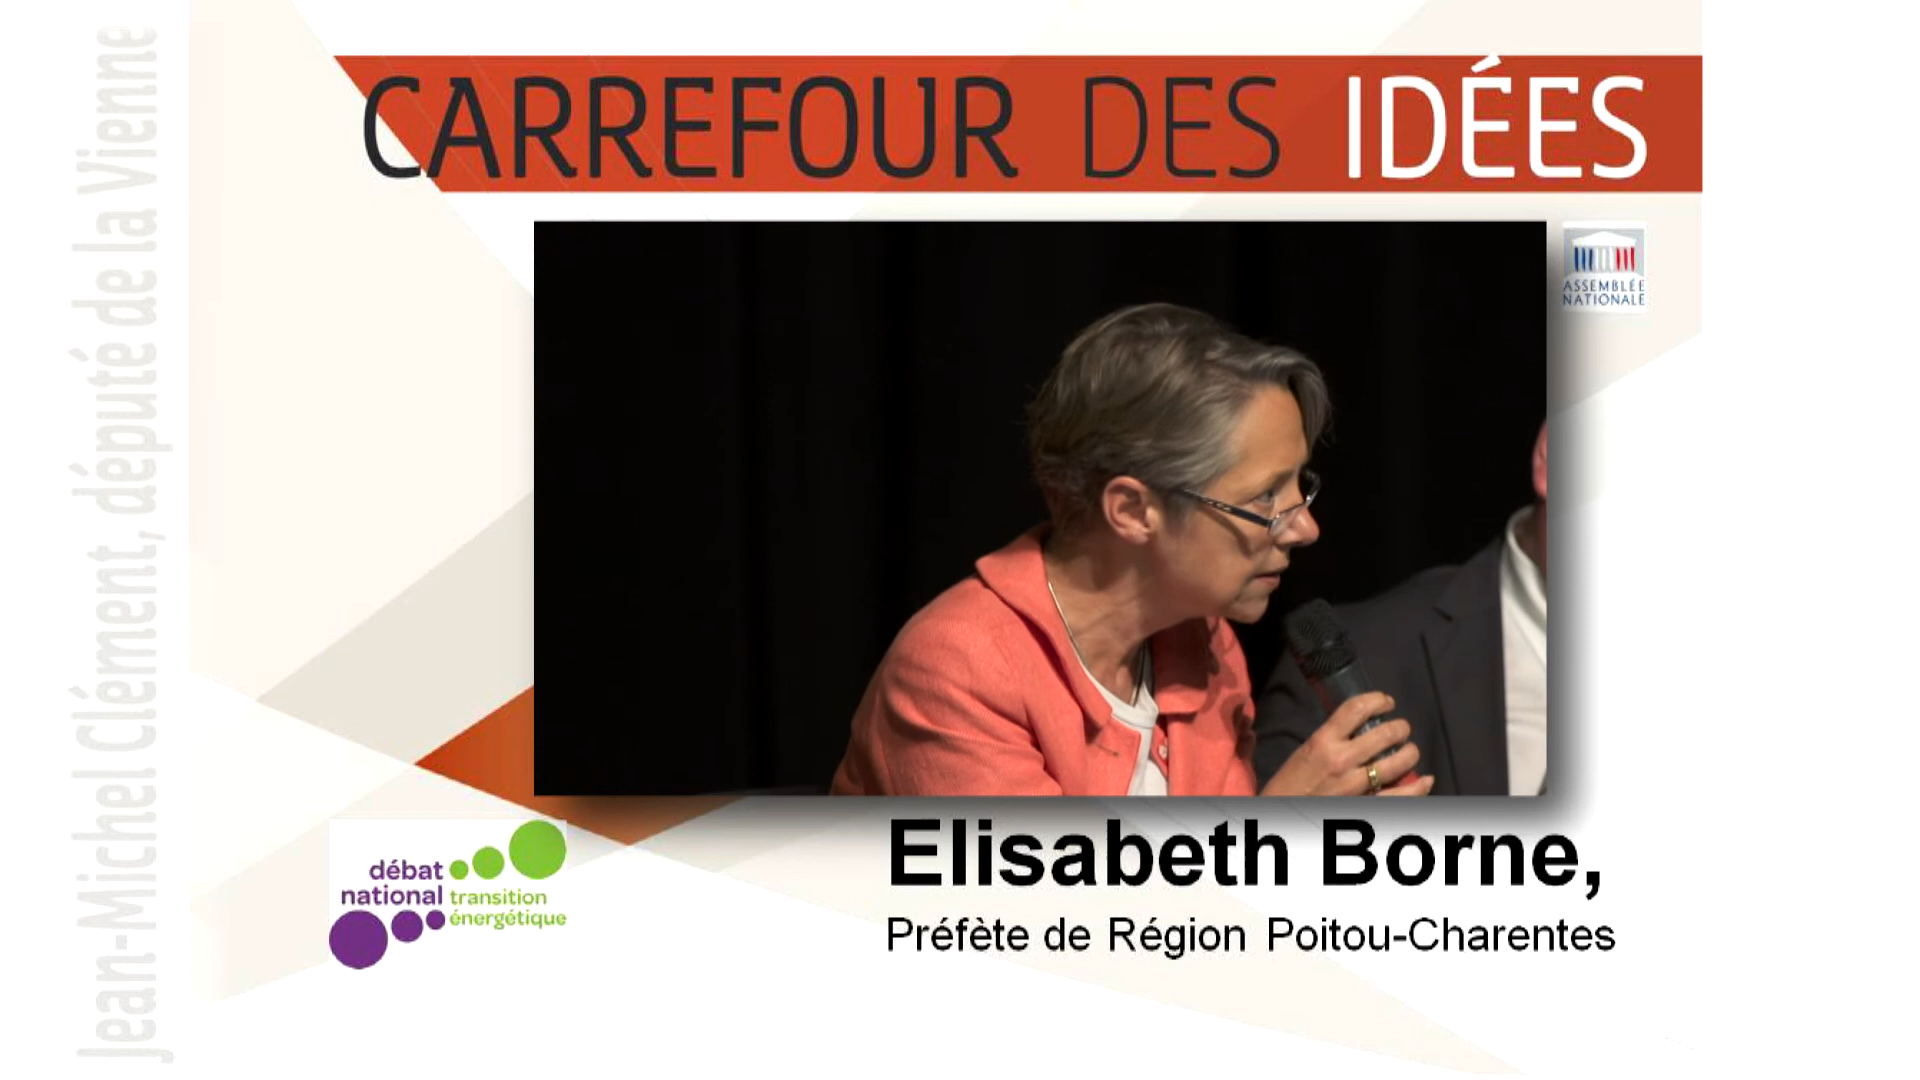 CARREFOUR DES IDÉES
ASSEMBLÉE
NATIONALE
Jean-Michel Clément, député de la Vienne
débat
national transition
énergétique
Elisabeth Borne,
Préfète de Région Poitou-Charentes